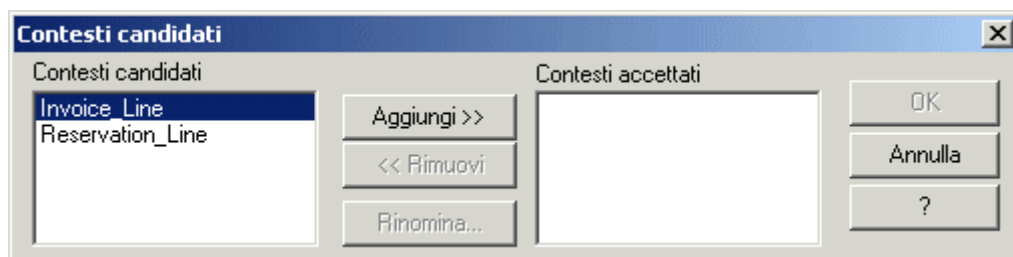 Contesti candidati
Contesti candidati
Invoice_Line
Reservation_Line
Aggiungi >>
<< Rimuovi
Rinomina...
Contesti accettati
OK
Annulla
?